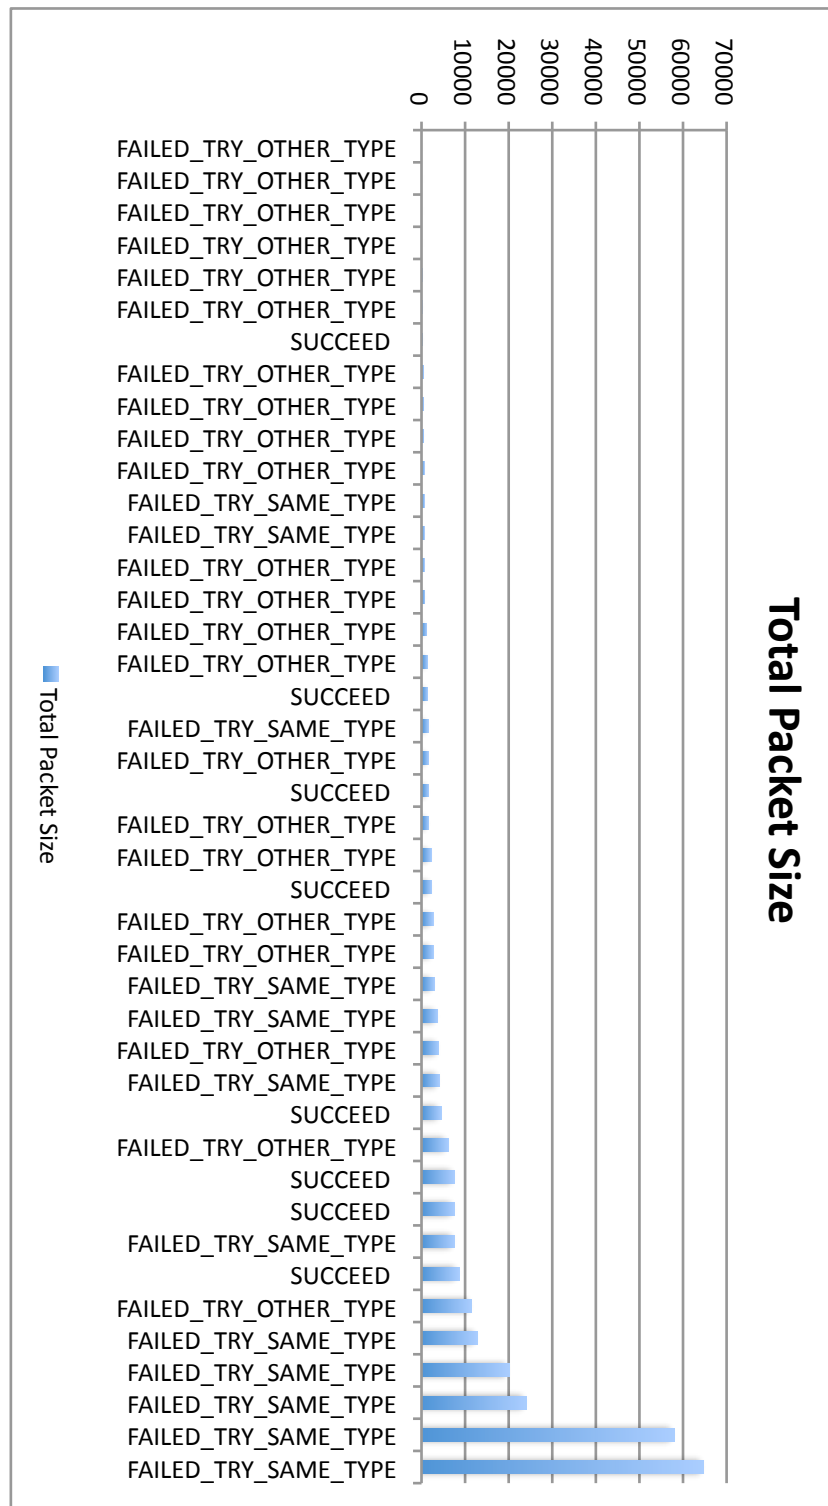 Total Packet Size
70000
60000
50000
40000
30000
20000
10000
0
FAILED_TRY_OTHER_TYPE
FAILED_TRY_OTHER_TYPE
FAILED_TRY_OTHER_TYPE
FAILED_TRY_OTHER_TYPE
FAILED_TRY_OTHER_TYPE
FAILED_TRY_OTHER_TYPE
SUCCEED
FAILED_TRY_OTHER_TYPE
FAILED_TRY_OTHER_TYPE
FAILED_TRY_OTHER_TYPE
FAILED_TRY_OTHER_TYPE
FAILED_TRY_SAME_TYPE
FAILED_TRY_SAME_TYPE
FAILED_TRY_OTHER_TYPE
FAILED_TRY_OTHER_TYPE
FAILED_TRY_OTHER_TYPE
FAILED_TRY_OTHER_TYPE
SUCCEED
FAILED_TRY_SAME_TYPE
FAILED_TRY_OTHER_TYPE
SUCCEED
FAILED_TRY_OTHER_TYPE
FAILED_TRY_OTHER_TYPE
SUCCEED
FAILED_TRY_OTHER_TYPE
FAILED_TRY_OTHER_TYPE
FAILED_TRY_SAME_TYPE
FAILED_TRY_SAME_TYPE
FAILED_TRY_OTHER_TYPE
FAILED_TRY_SAME_TYPE
SUCCEED
FAILED_TRY_OTHER_TYPE
SUCCEED
SUCCEED
FAILED_TRY_SAME_TYPE
SUCCEED
FAILED_TRY_OTHER_TYPE
FAILED_TRY_SAME_TYPE
FAILED_TRY_SAME_TYPE
FAILED_TRY_SAME_TYPE
FAILED_TRY_SAME_TYPE
FAILED_TRY_SAME_TYPE
Total Packet Size